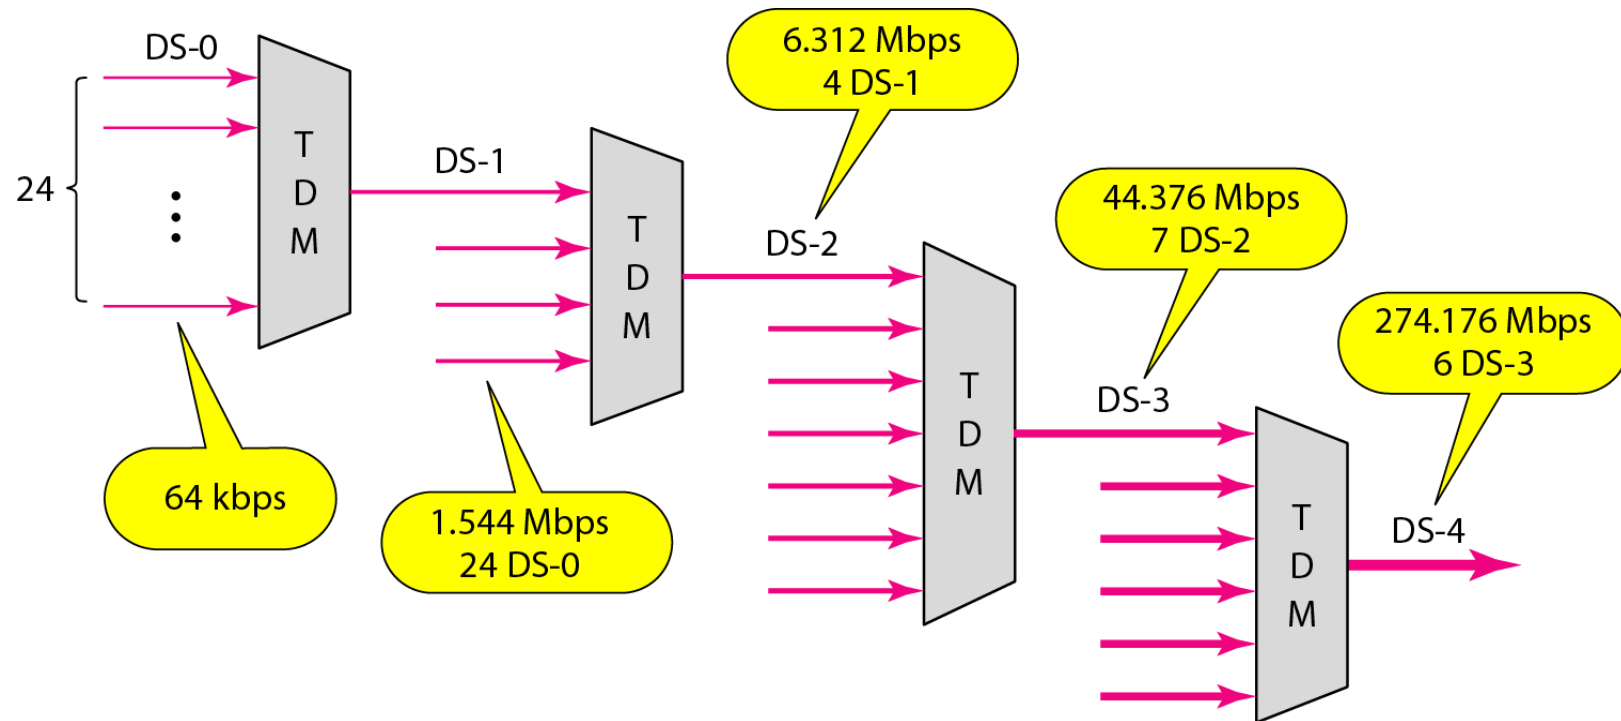 DS-0
24
T
D
M
64 kbps
DS-1
1.544 Mbps
24 DS-0
T
D
M
6.312 Mbps
4 DS-1
DS-2
T
D
M
44.376 Mbps
7 DS-2
DS-3
T
D
M
274.176 Mbps
6 DS-3
DS-4